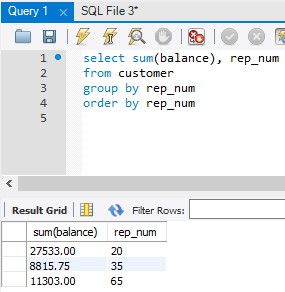 Query 1 × SQL File 3*
1 select sum(balance), rep_num
2 from customer
3 group by rep_num
4 order by rep_num
5
Result Grid Filter Rows:
sum(balance) rep_num
27533.00 20
8815.75 35
11303.00 65